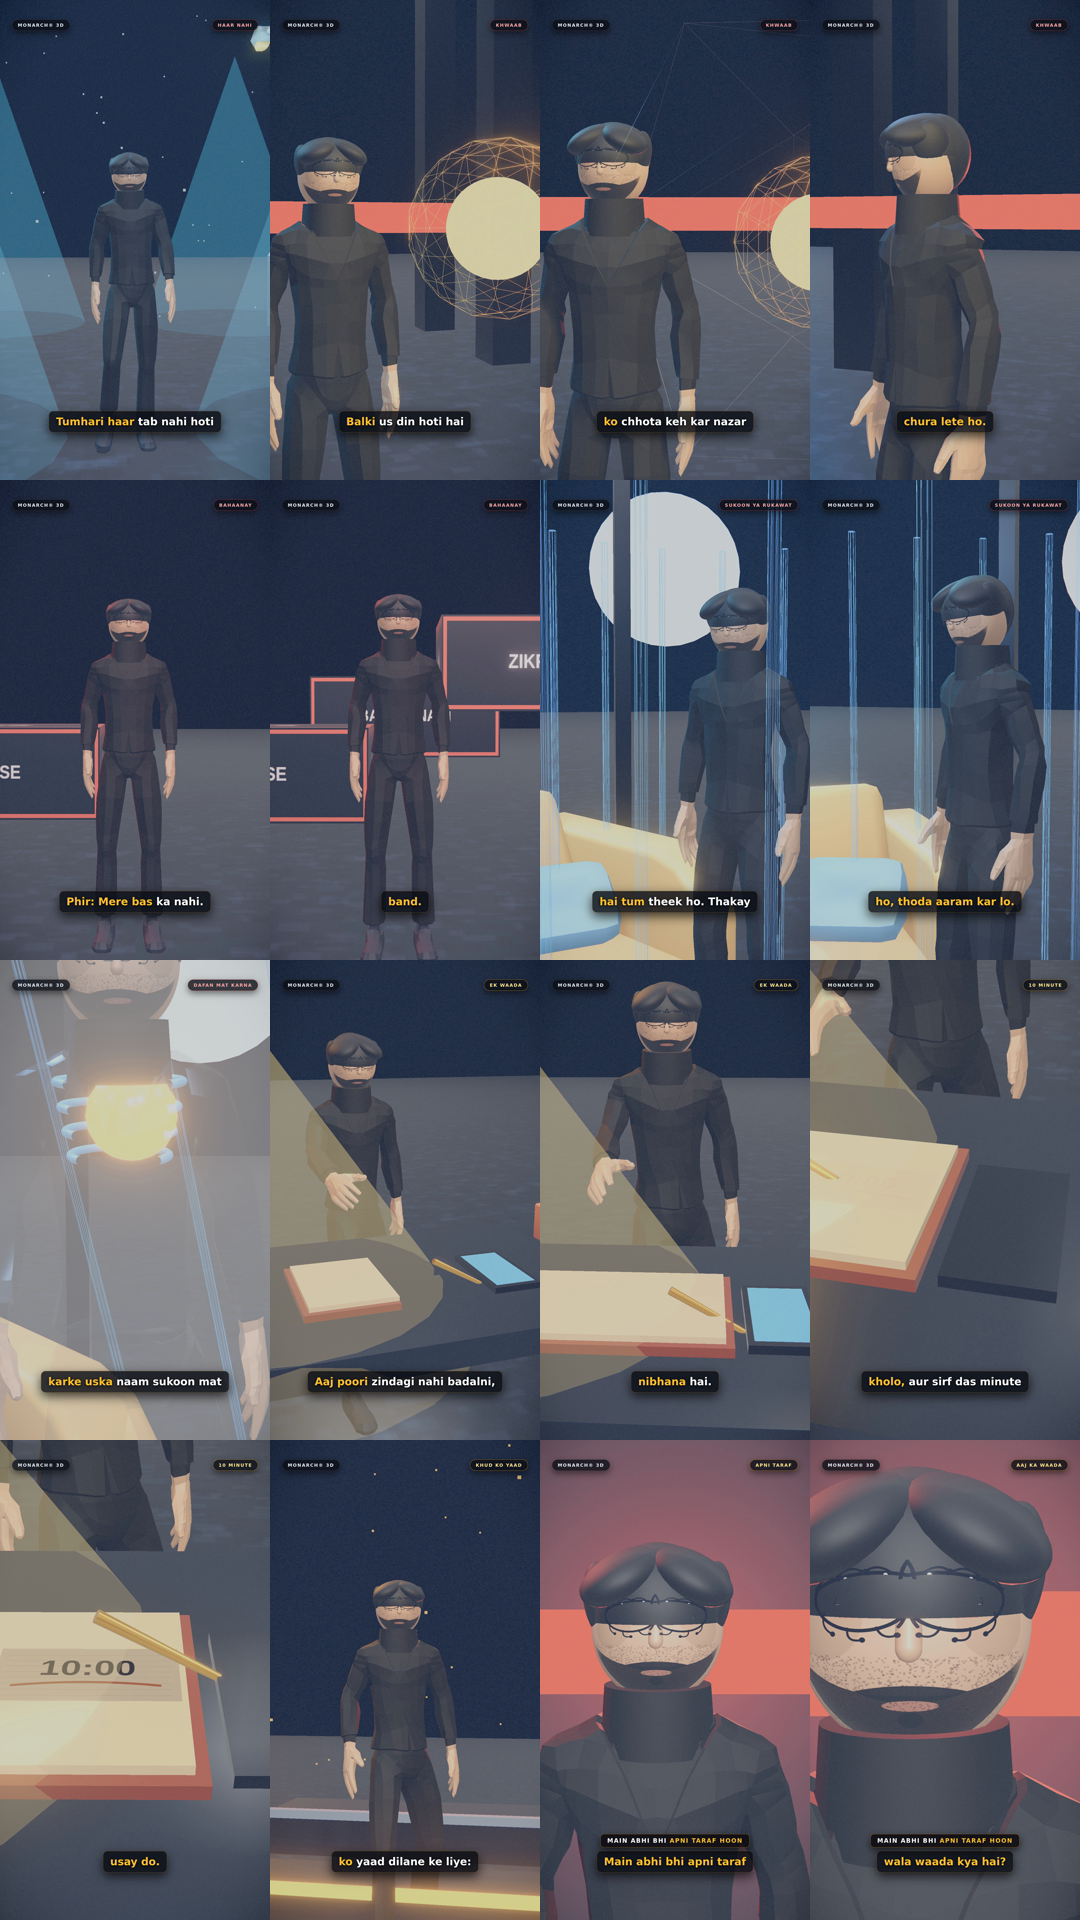 MONARCH® 3D
HAAR NAHI
Tumhari haar tab nahi hoti
MONARCH® 3D
KHWAAB
Balki us din hoti hai
MONARCH® 3D
KHWAAB
ko chhota keh kar nazar
MONARCH® 3D
KHWAAB
chura lete ho.
MONARCH® 3D
BAHAANAY
SE
Phir: Mere bas ka nahi.
MONARCH® 3D
BAHAANAY
ZIK
SE
band.
MONARCH® 3D
SUKOON YA RUKAWAT
hai tum theek ho. Thakay
MONARCH® 3D
SUKOON YA RUKAWAT
ho, thoda aaram kar lo.
MONARCH® 3D
DAFAN MAT KARNA
karke uska naam sukoon mat
MONARCH® 3D
EK WAADA
Aaj poori zindagi nahi badalni,
MONARCH® 3D
EK WAADA
nibhana hai.
MONARCH® 3D
10 MINUTE
kholo, aur sirf das minute
MONARCH® 3D
10 MINUTE
10:00
usay do.
MONARCH® 3D
KHUD KO YAAD
ko yaad dilane ke liye:
MONARCH® 3D
APNI TARAF
MAIN ABHI BHI APNI TARAF HOON
Main abhi bhi apni taraf
MONARCH® 3D
AAJ KA WAADA
MAIN ABHI BHI APNI TARAF HOON
wala waada kya hai?